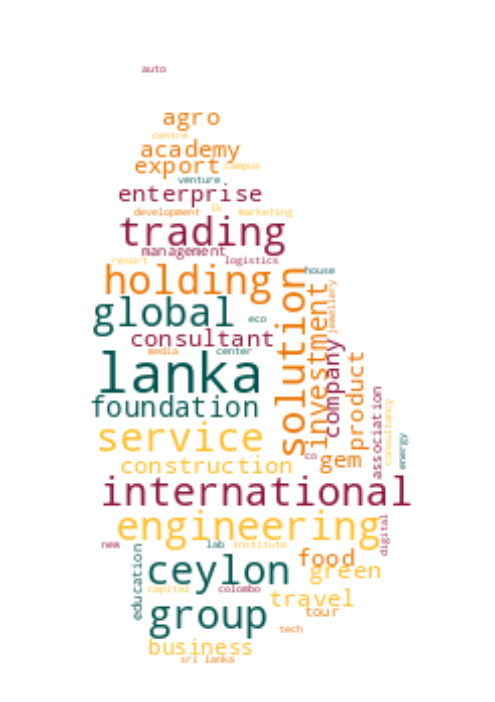 auto
agro
centre
academy
export campus
venture
enterprise
development lk marketing
trading
management
resort logistics
holding house
solution
investment
jewellery
global
eco
consultant
company
media center
lanka
product
foundation
association
consultancy
service
energy
construction co gem
international
engineering
digital
new lab institute
education
food
ceylon green
capital colombo
travel
group tour
tech
business
sri lanka